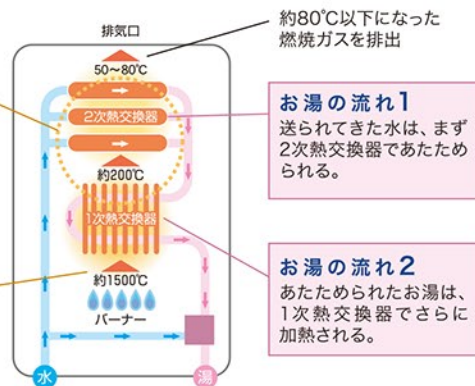 排気口
50〜80℃
2次熱交換器
約200℃
1次熱交換器
約1500℃
バーナー
水
湯
約80℃以下になった
燃焼ガスを排出
お湯の流れ1
送られてきた水は、まず
2次熱交換器であたため
られる。
お湯の流れ2
あたためられたお湯は、
1次熱交換器でさらに
加熱される。